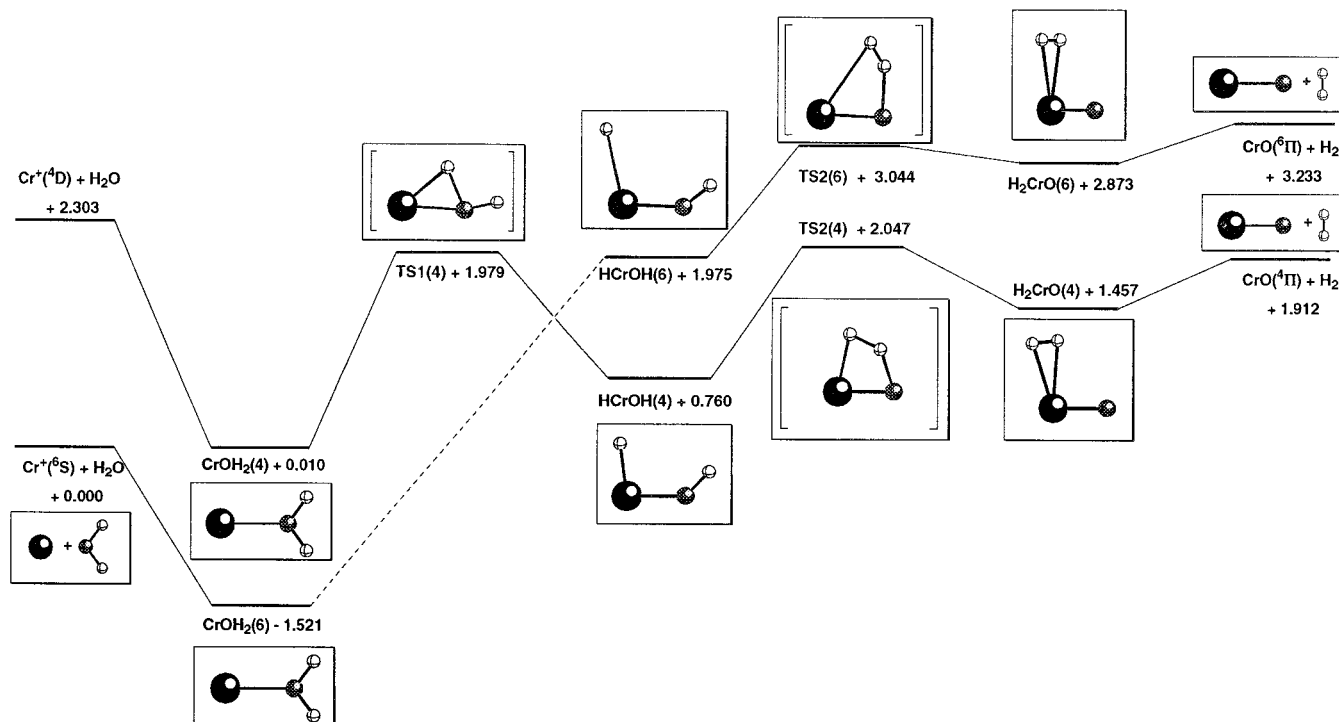 Cr⁺(⁴D) + H₂O
+ 2.303
Cr⁺(⁶S) + H₂O
+ 0.000
+
CrOH₂(4) + 0.010
CrOH₂(6) - 1.521
TS1(4) + 1.979
HCrOH(6) + 1.975
HCrOH(4) + 0.760
TS2(6) + 3.044
TS2(4) + 2.047
H₂CrO(6) + 2.873
H₂CrO(4) + 1.457
+
CrO(⁶Π) + H₂
+ 3.233
+
CrO(⁴Π) + H₂
+ 1.912